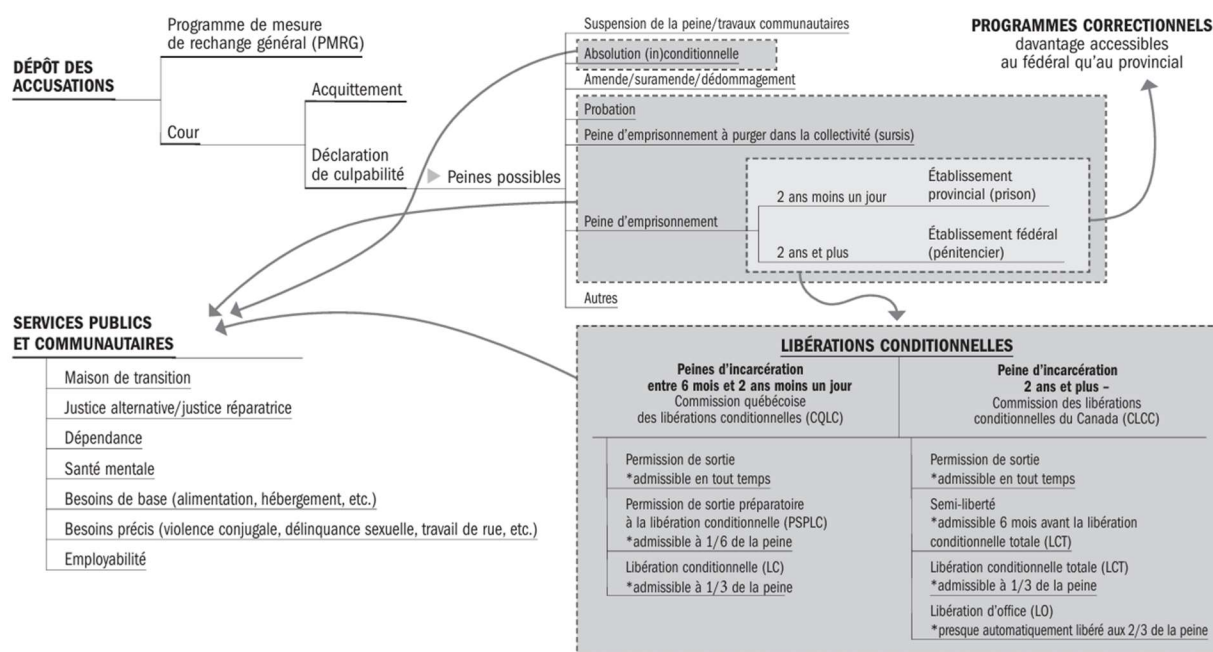 DÉPÔT DES
ACCUSATIONS
Programme de mesure
de rechange général (PMRG)
Cour
Acquittement
Déclaration
de culpabilité
Peines possibles
Suspension de la peine/travaux communautaires
Absolution (in)conditionnelle
Amende/suramende/dédommagement
Probation
Peine d'emprisonnement à purger dans la collectivité (sursis)
Peine d'emprisonnement
2 ans moins un jour
Établissement
provincial (prison)
2 ans et plus
Établissement fédéral
(pénitencier)
Autres
PROGRAMMES CORRECTIONNELS
davantage accessibles
au fédéral qu'au provincial
SERVICES PUBLICS
ET COMMUNAUTAIRES
Maison de transition
Justice alternative/justice réparatrice
Dépendance
Santé mentale
Besoins de base (alimentation, hébergement, etc.)
Besoins précis (violence conjugale, délinquance sexuelle, travail de rue, etc.)
Employabilité
LIBÉRATIONS CONDITIONNELLES
Peines d'incarcération
entre 6 mois et 2 ans moins un jour
Commission québécoise
des libérations conditionnelles (CQLC)
Permission de sortie
*admissible en tout temps
Permission de sortie préparatoire
à la libération conditionnelle (PSPLC)
*admissible à 1/6 de la peine
Libération conditionnelle (LC)
*admissible à 1/3 de la peine
Peine d'incarcération
2 ans et plus –
Commission des libérations
conditionnelles du Canada (CLCC)
Permission de sortie
*admissible en tout temps
Semi-liberté
*admissible 6 mois avant la libération
conditionnelle totale (LCT)
Libération conditionnelle totale (LCT)
*admissible à 1/3 de la peine
Libération d'office (LO)
*presque automatiquement libéré aux 2/3 de la peine